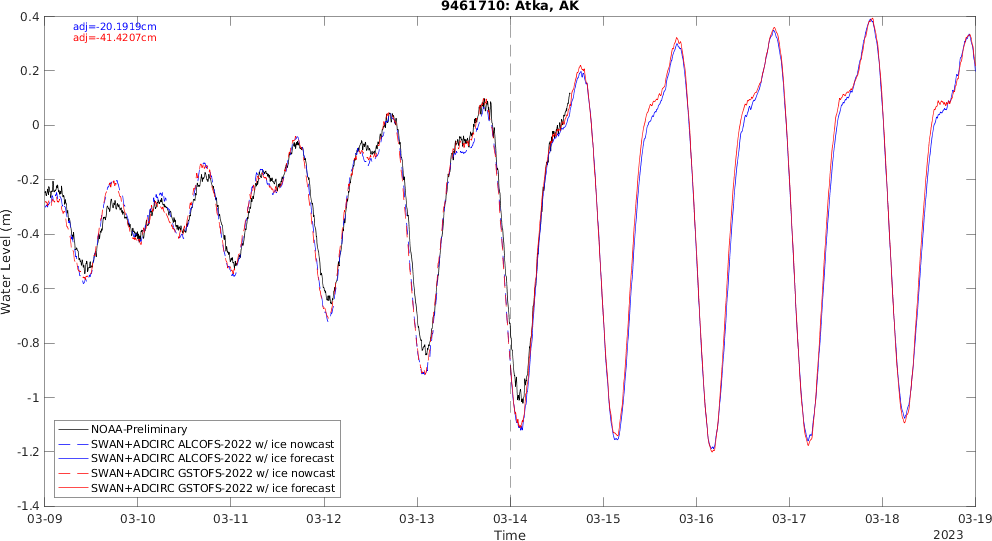 9461710: Atka, AK
adj=-20.1919cm
adj=-41.4207cm
0.4
0.2
0
-0.2
-0.4
-0.6
-0.8
-1
-1.2
-1.4
Water Level (m)
NOAA-Preliminary
SWAN+ADCIRC ALCOFS-2022 w/ ice nowcast
SWAN+ADCIRC ALCOFS-2022 w/ ice forecast
SWAN+ADCIRC GSTOFS-2022 w/ ice nowcast
SWAN+ADCIRC GSTOFS-2022 w/ ice forecast
03-09 03-10 03-11 03-12 03-13 03-14 03-15 03-16 03-17 03-18 03-19
Time
2023